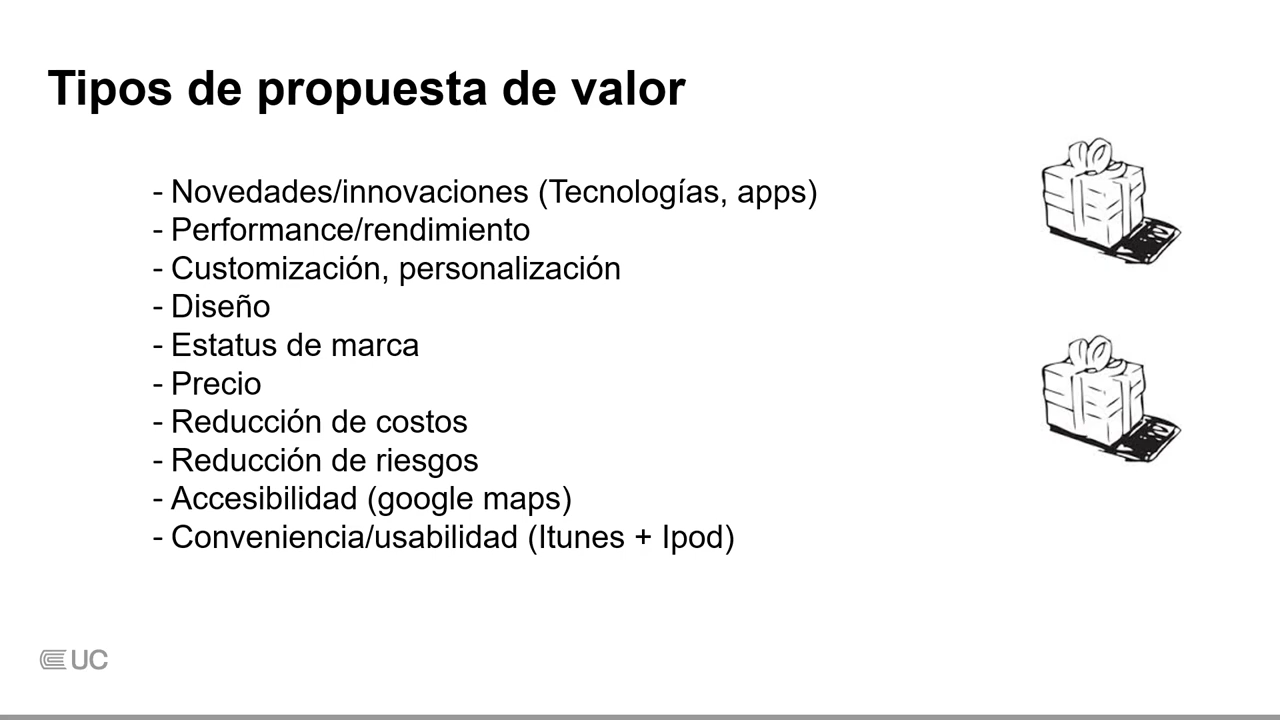 Tipos de propuesta de valor
- Novedades/innovaciones (Tecnologías, apps)
- Performance/rendimiento
- Customización, personalización
- Diseño
- Estatus de marca
- Precio
- Reducción de costos
- Reducción de riesgos
- Accesibilidad (google maps)
- Conveniencia/usabilidad (Itunes + Ipod)
UC